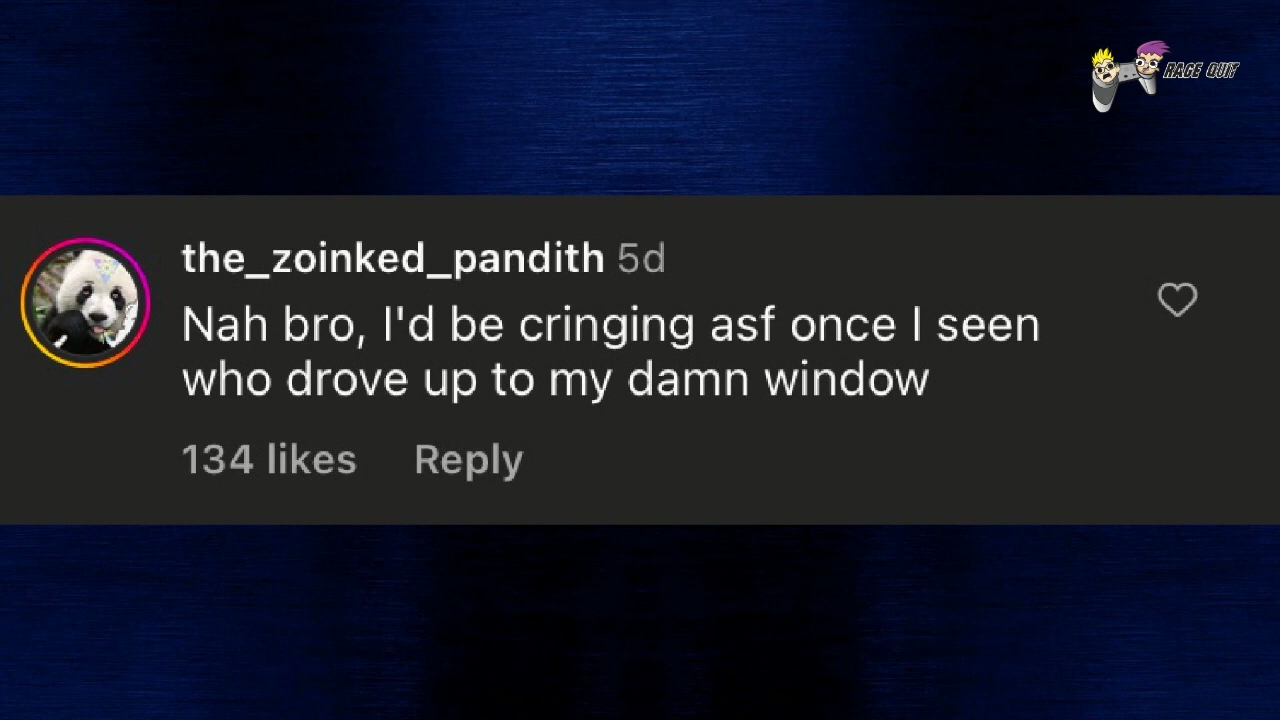 RAGE QUIT
the_zoinked_pandith 5d
Nah bro, I'd be cringing asf once I seen
who drove up to my damn window
134 likes Reply